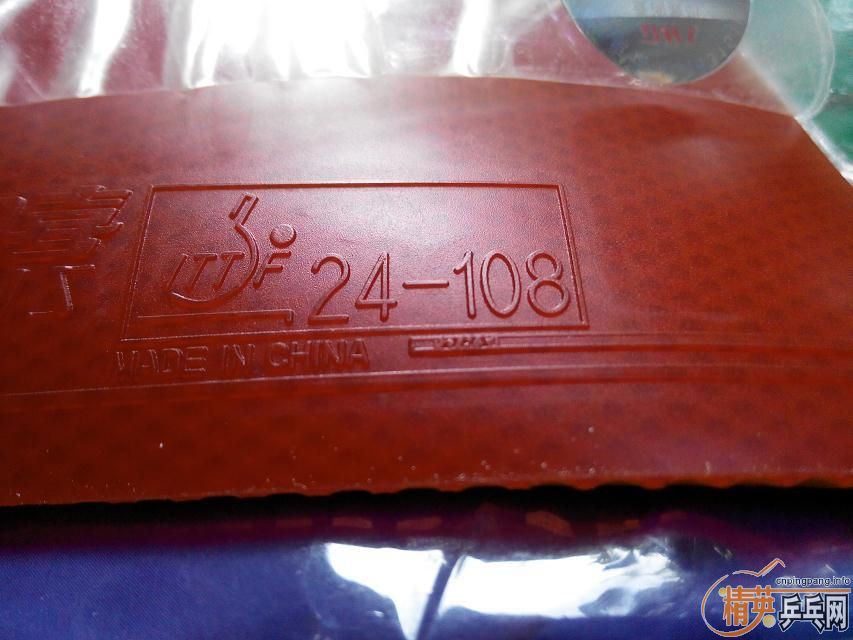 ITTF 24-108
MADE IN CHINA
cnpingpang.info
精英乒乓网